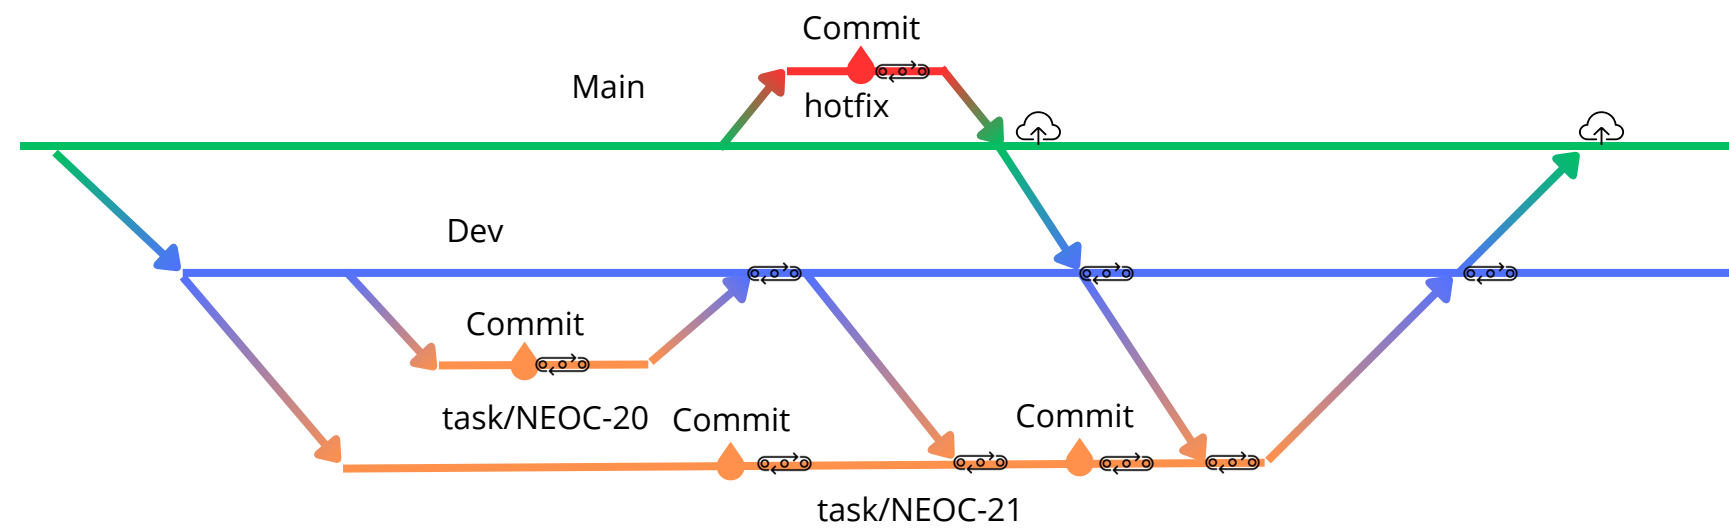 Commit
Main
hotfix
Dev
Commit
task/NEOC-20
Commit
Commit
task/NEOC-21